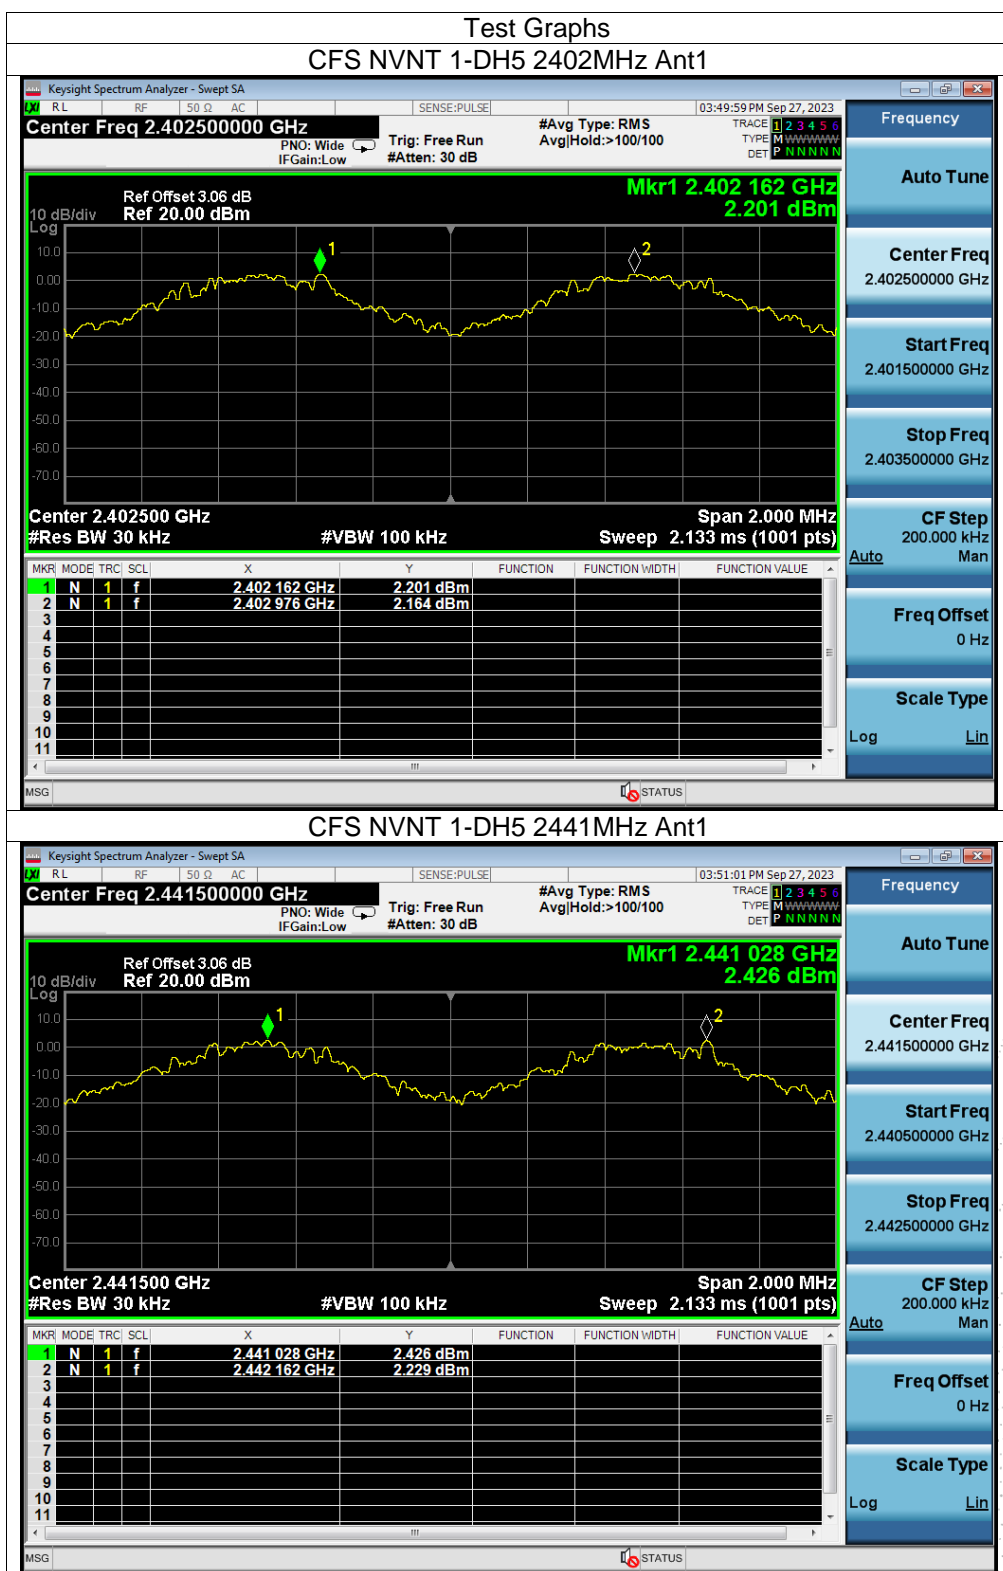 Test Graphs
CFS NVNT 1-DH5 2402MHz Ant1
Keysight Spectrum Analyzer - Swept SA
LXI RL RF 50 Ω AC SENSE:PULSE 03:49:59 PM Sep 27, 2023
Center Freq 2.402500000 GHz #Avg Type: RMS TRACE 1 2 3 4 5 6
PNO: Wide Trig: Free Run Avg|Hold:>100/100 TYPE M WWWWW
IFGain:Low #Atten: 30 dB DET P N N N N N
Frequency
Auto Tune
Mkr1 2.402 162 GHz
Ref Offset 3.06 dB
10 dB/div Ref 20.00 dBm 2.201 dBm
Log
10.0
0.00
-10.0
-20.0
-30.0
-40.0
-50.0
-60.0
-70.0
1
2
Center Freq
2.402500000 GHz
Start Freq
2.401500000 GHz
Stop Freq
2.403500000 GHz
Center 2.402500 GHz Span 2.000 MHz
#Res BW 30 kHz #VBW 100 kHz Sweep 2.133 ms (1001 pts)
CF Step
200.000 kHz
Auto Man
MKR MODE TRC SCL X Y FUNCTION FUNCTION WIDTH FUNCTION VALUE
1 N 1 f 2.402 162 GHz 2.201 dBm
2 N 1 f 2.402 976 GHz 2.164 dBm
3
4
5
6
7
8
9
10
11
Freq Offset
0 Hz
Scale Type
Log Lin
MSG STATUS
CFS NVNT 1-DH5 2441MHz Ant1
Keysight Spectrum Analyzer - Swept SA
LXI RL RF 50 Ω AC SENSE:PULSE 03:51:01 PM Sep 27, 2023
Center Freq 2.441500000 GHz #Avg Type: RMS TRACE 1 2 3 4 5 6
PNO: Wide Trig: Free Run Avg|Hold:>100/100 TYPE M WWWWW
IFGain:Low #Atten: 30 dB DET P N N N N N
Frequency
Auto Tune
Mkr1 2.441 028 GHz
Ref Offset 3.06 dB
10 dB/div Ref 20.00 dBm 2.426 dBm
Log
10.0
0.00
-10.0
-20.0
-30.0
-40.0
-50.0
-60.0
-70.0
1
2
Center Freq
2.441500000 GHz
Start Freq
2.440500000 GHz
Stop Freq
2.442500000 GHz
Center 2.441500 GHz Span 2.000 MHz
#Res BW 30 kHz #VBW 100 kHz Sweep 2.133 ms (1001 pts)
CF Step
200.000 kHz
Auto Man
MKR MODE TRC SCL X Y FUNCTION FUNCTION WIDTH FUNCTION VALUE
1 N 1 f 2.441 028 GHz 2.426 dBm
2 N 1 f 2.442 162 GHz 2.229 dBm
3
4
5
6
7
8
9
10
11
Freq Offset
0 Hz
Scale Type
Log Lin
MSG STATUS